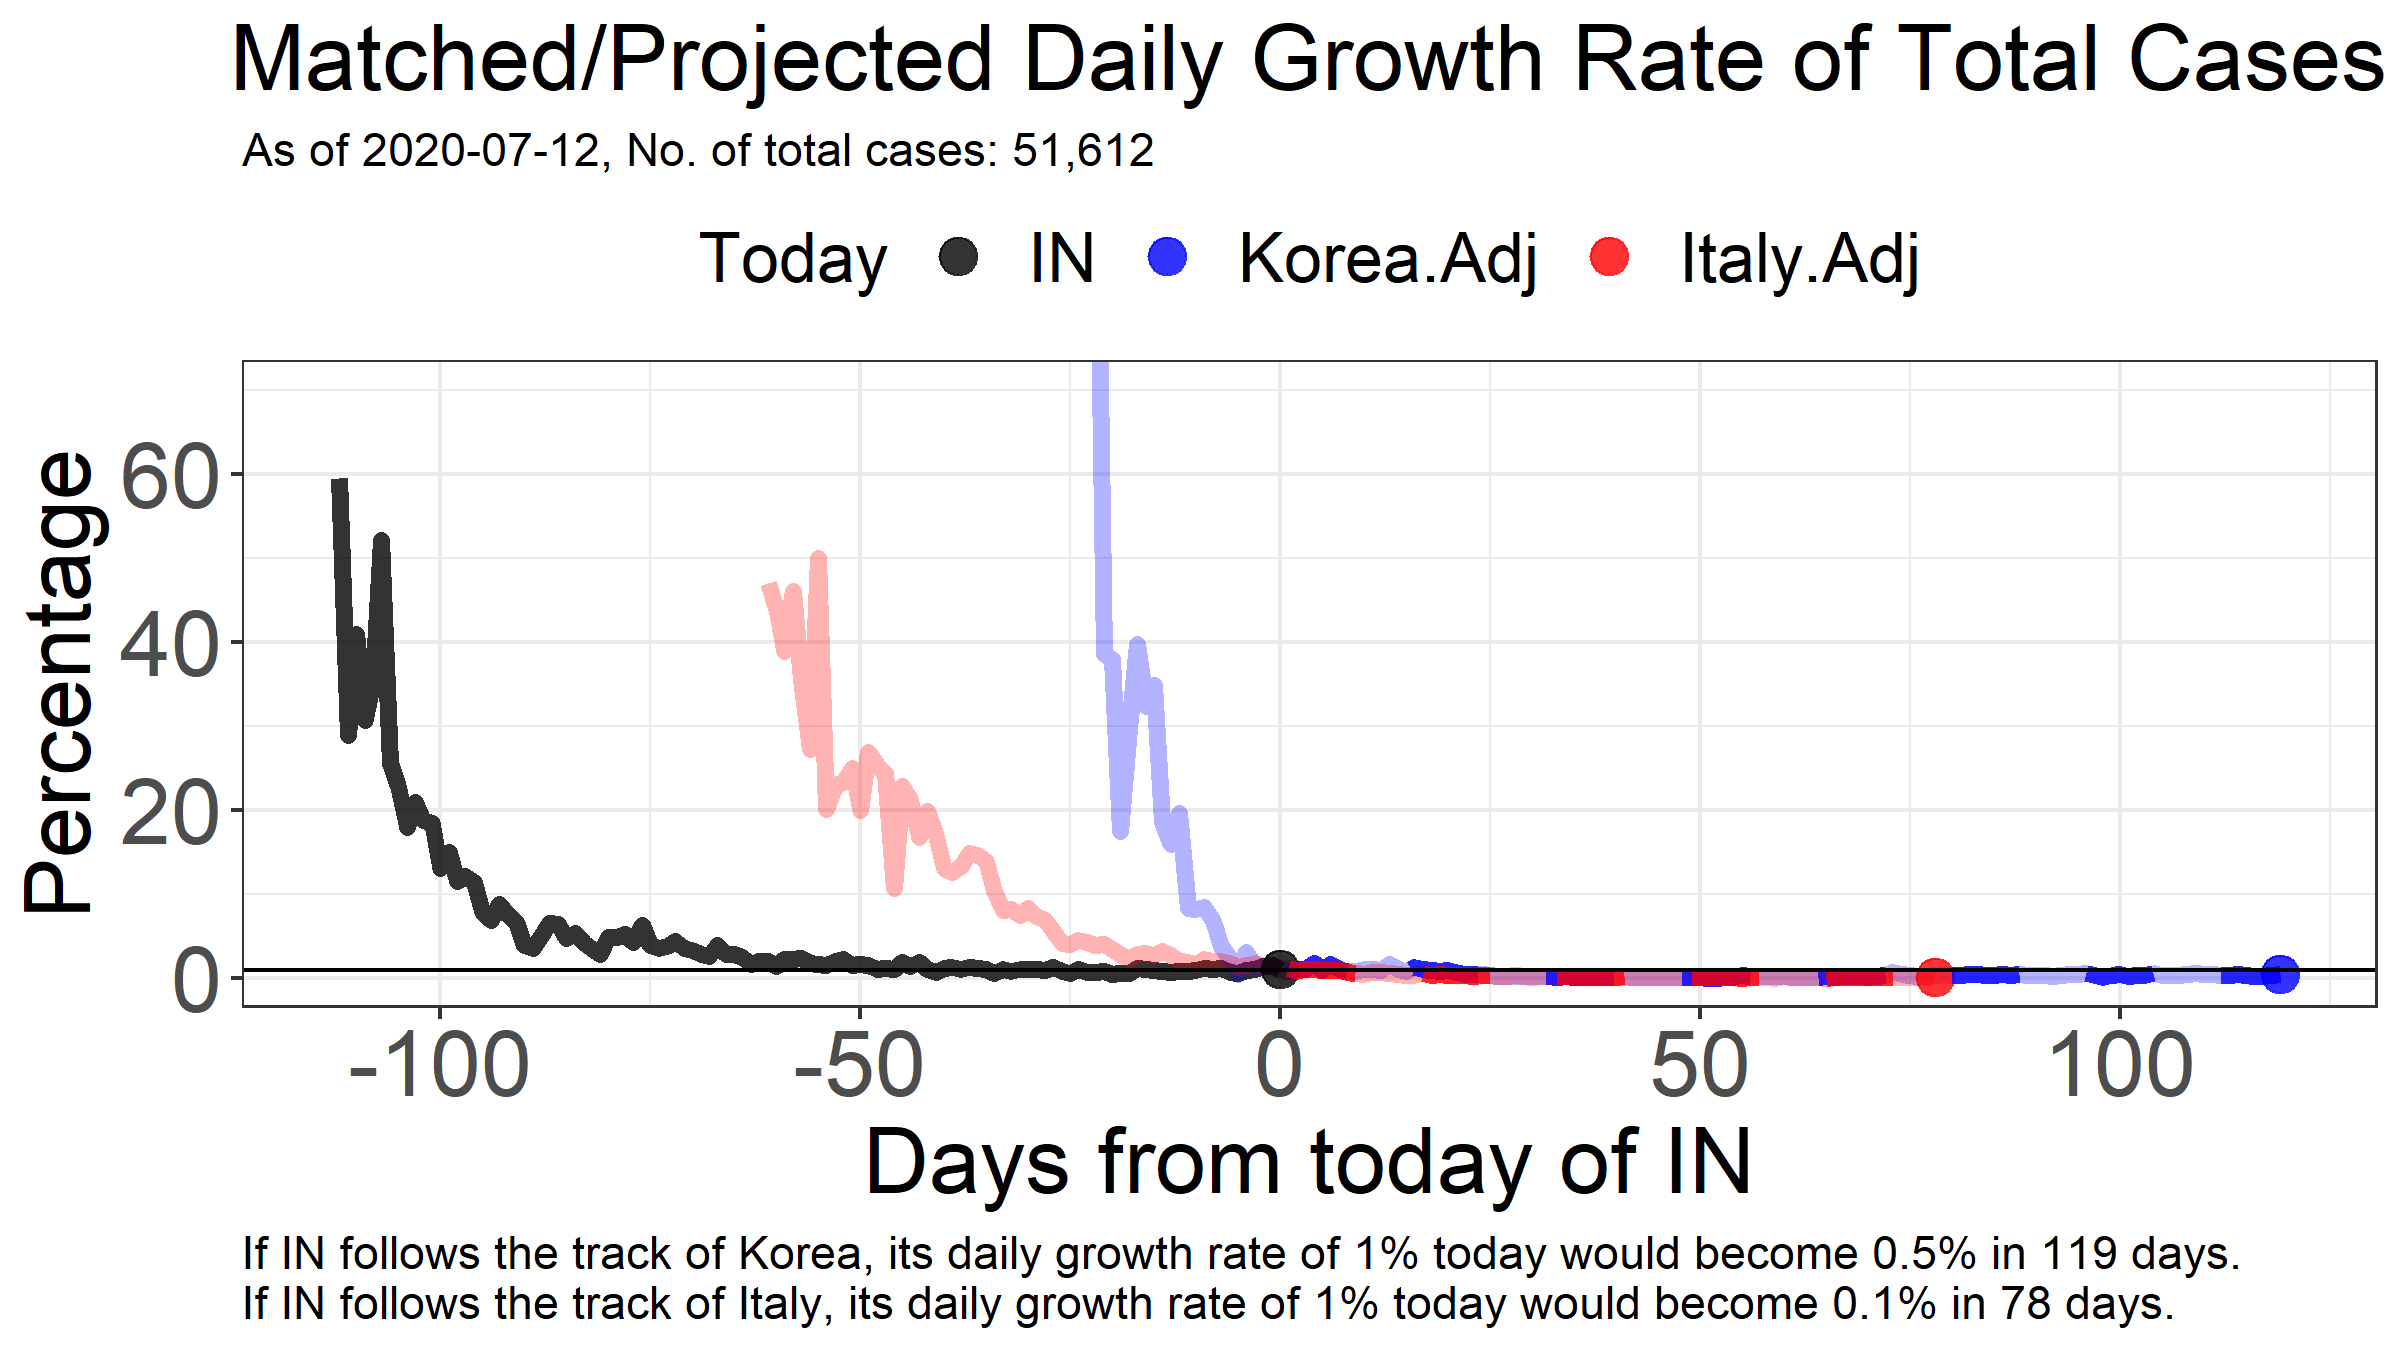 Matched/Projected Daily Growth Rate of Total Cases
As of 2020-07-12, No. of total cases: 51,612
Today IN Korea.Adj Italy.Adj
Percentage
60
40
20
0
-100 -50 0 50 100
Days from today of IN
If IN follows the track of Korea, its daily growth rate of 1% today would become 0.5% in 119 days.
If IN follows the track of Italy, its daily growth rate of 1% today would become 0.1% in 78 days.